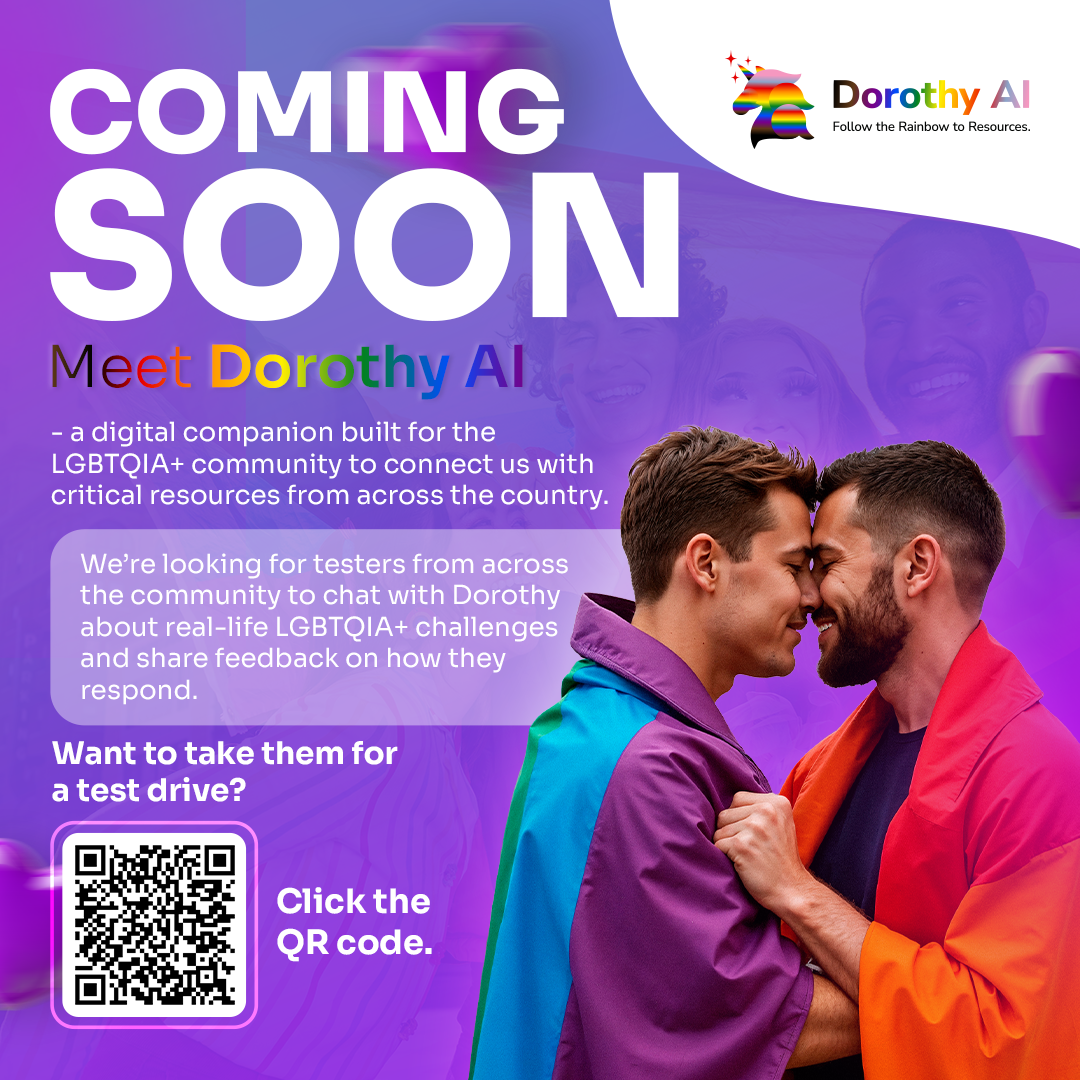 COMING
SOON
Dorothy AI
Follow the Rainbow to Resources.
Meet Dorothy AI
- a digital companion built for the
LGBTQIA+ community to connect us with
critical resources from across the country.
We’re looking for testers from across
the community to chat with Dorothy
about real-life LGBTQIA+ challenges
and share feedback on how they
respond.
Want to take them for
a test drive?
Click the
QR code.